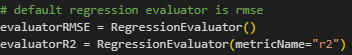 # default regression evaluator is rmse
evaluatorRMSE = RegressionEvaluator()
evaluatorR2 = RegressionEvaluator(metricName="r2")